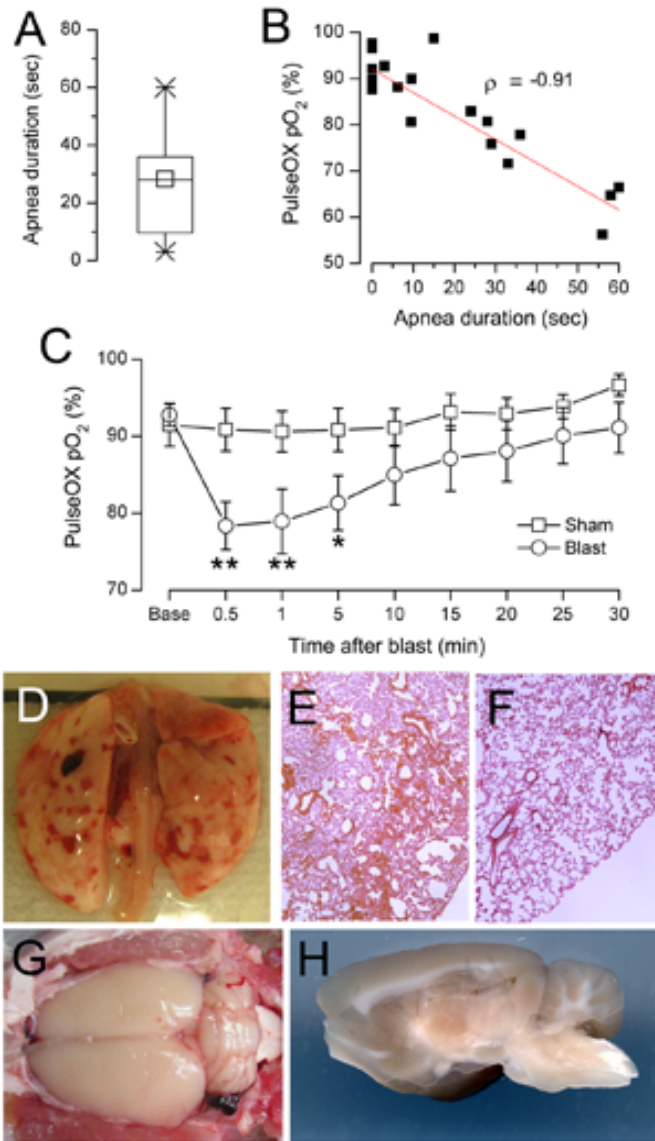 A
80
60
40
20
0
Apnea duration (sec)
B
100
90
80
70
60
50
PulseOX pO₂ (%)
ρ = -0.91
0 10 20 30 40 50 60
Apnea duration (sec)
C
100
90
80
70
PulseOX pO₂ (%)
Sham
Blast
** ** *
Base 0.5 1 5 10 15 20 25 30
Time after blast (min)
D
E
F
G
H